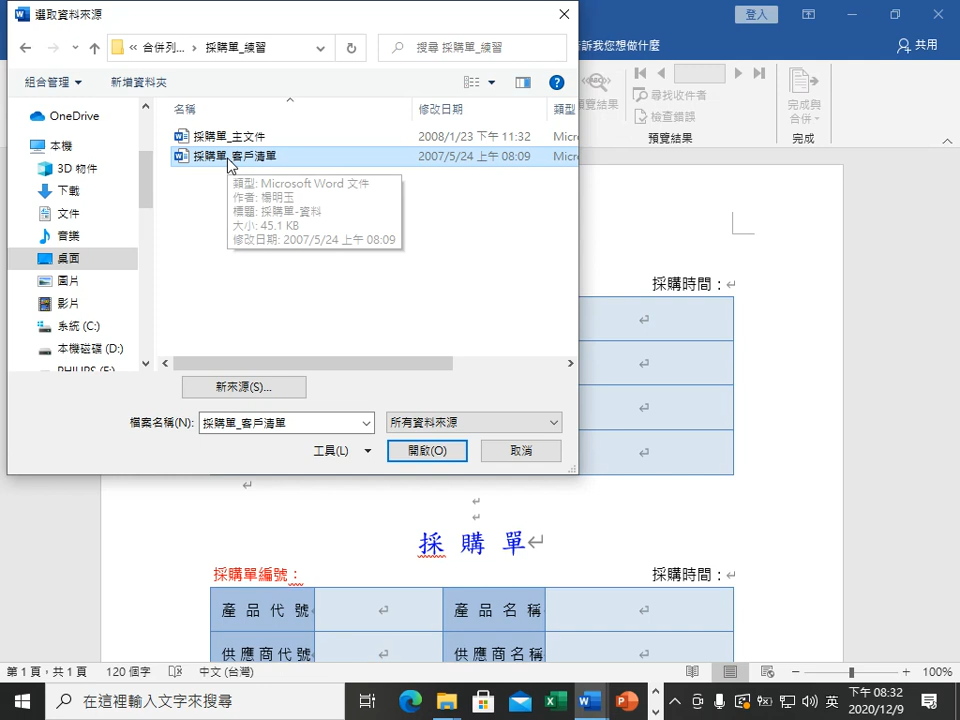 選取資料來源
登入
« 合併列... › 採購單_練習
搜尋 採購單_練習
訴我您想做什麼
共用
組合管理
新增資料夾
預覽結果
尋找收件者
檢查錯誤
預覽結果
完成與
合併
完成
OneDrive
本機
3D 物件
下載
文件
音樂
桌面
圖片
影片
系統 (C:)
本機磁碟 (D:)
PHILIPS (F:)
名稱
修改日期
類型
採購單_主文件
2008/1/23 下午 11:32
Micro
採購單_客戶清單
2007/5/24 上午 08:09
Micro
類型: Microsoft Word 文件
作者: 楊明玉
標題: 採購單-資料
大小: 45.1 KB
修改日期: 2007/5/24 上午 08:09
新來源(S)...
檔案名稱(N):
採購單_客戶清單
所有資料來源
工具(L)
開啟(O)
取消
採購時間：
採 購 單
採購單編號：
採購時間：
產 品 代 號
產 品 名 稱
供應商代號
供應商名稱
第 1 頁，共 1 頁
120 個字
中文 (台灣)
100%
在這裡輸入文字來搜尋
英
下午 08:32
2020/12/9